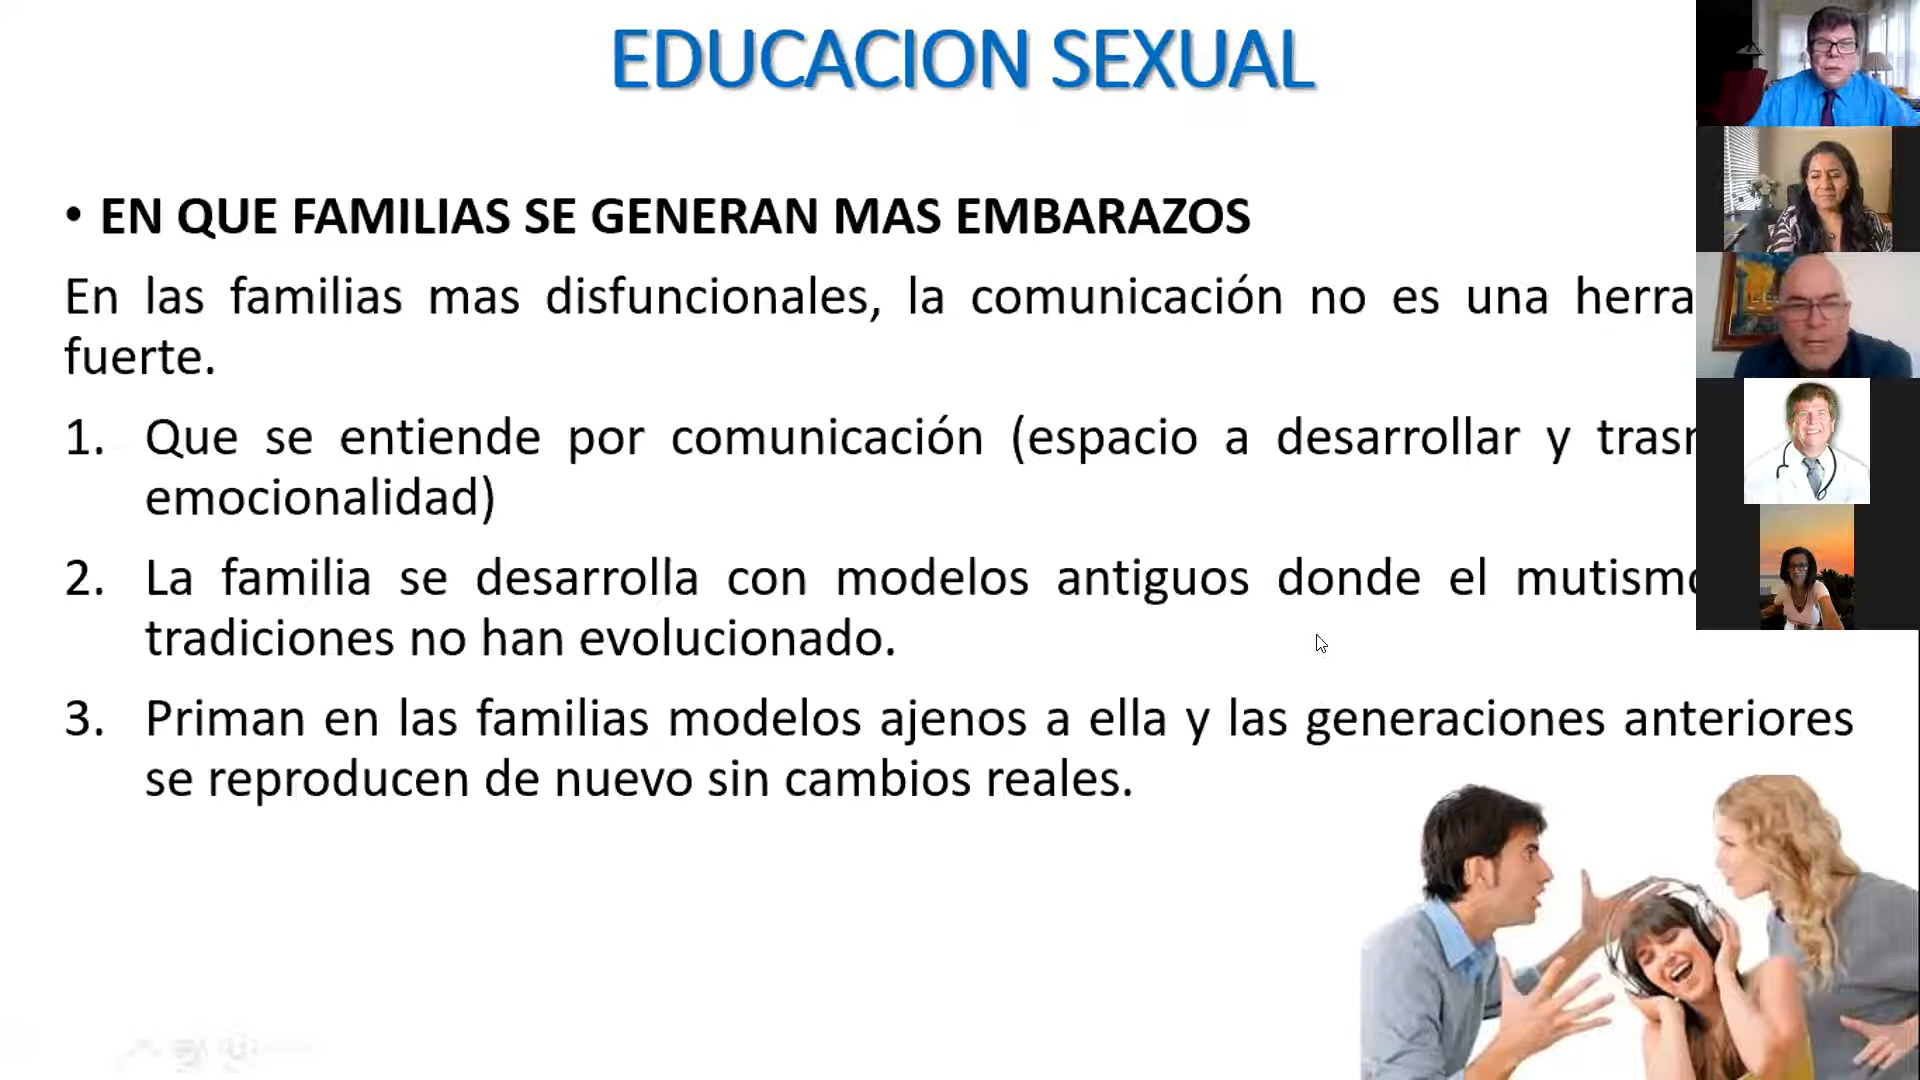 EDUCACION SEXUAL
• EN QUE FAMILIAS SE GENERAN MAS EMBARAZOS
En las familias mas disfuncionales, la comunicación no es una herra
fuerte.
1. Que se entiende por comunicación (espacio a desarrollar y
emocionalidad)
2. La familia se desarrolla con modelos antiguos donde el mutismo
tradiciones no han evolucionado.
3. Priman en las familias modelos ajenos a ella y las generaciones anteriores
se reproducen de nuevo sin cambios reales.